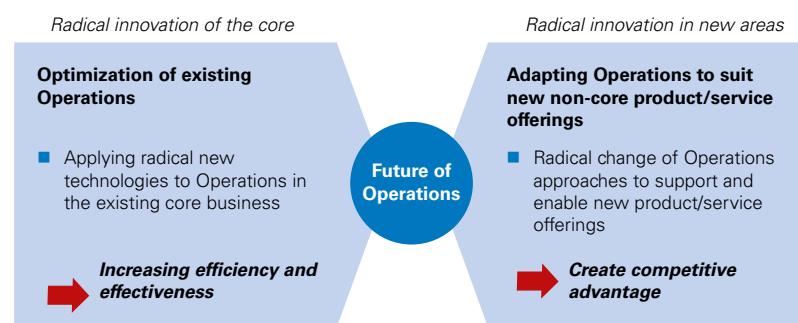 Radical innovation of the core
Optimization of existing
Operations
■ Applying radical new
technologies to Operations in
the existing core business
Increasing efficiency and
effectiveness
Future of
Operations
Radical innovation in new areas
Adapting Operations to suit
new non-core product/service
offerings
■ Radical change of Operations
approaches to support and
enable new product/service
offerings
Create competitive
advantage